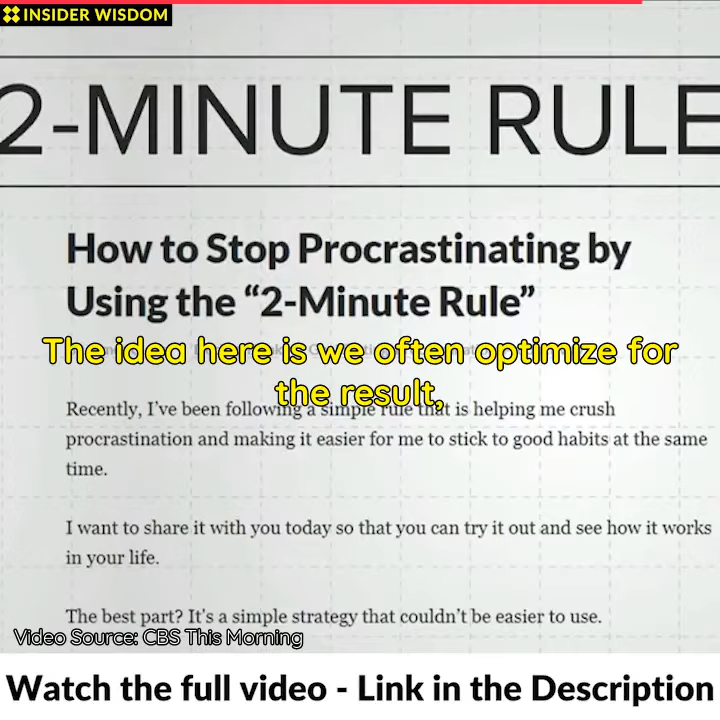 INSIDER WISDOM
2-MINUTE RULE
How to Stop Procrastinating by
Using the “2-Minute Rule”
The idea here is we often optimize for
the result,
Recently, I’ve been following a simple rule that is helping me crush
procrastination and making it easier for me to stick to good habits at the same
time.
I want to share it with you today so that you can try it out and see how it works
in your life.
The best part? It’s a simple strategy that couldn’t be easier to use.
Video Source: CBS This Morning
Watch the full video - Link in the Description